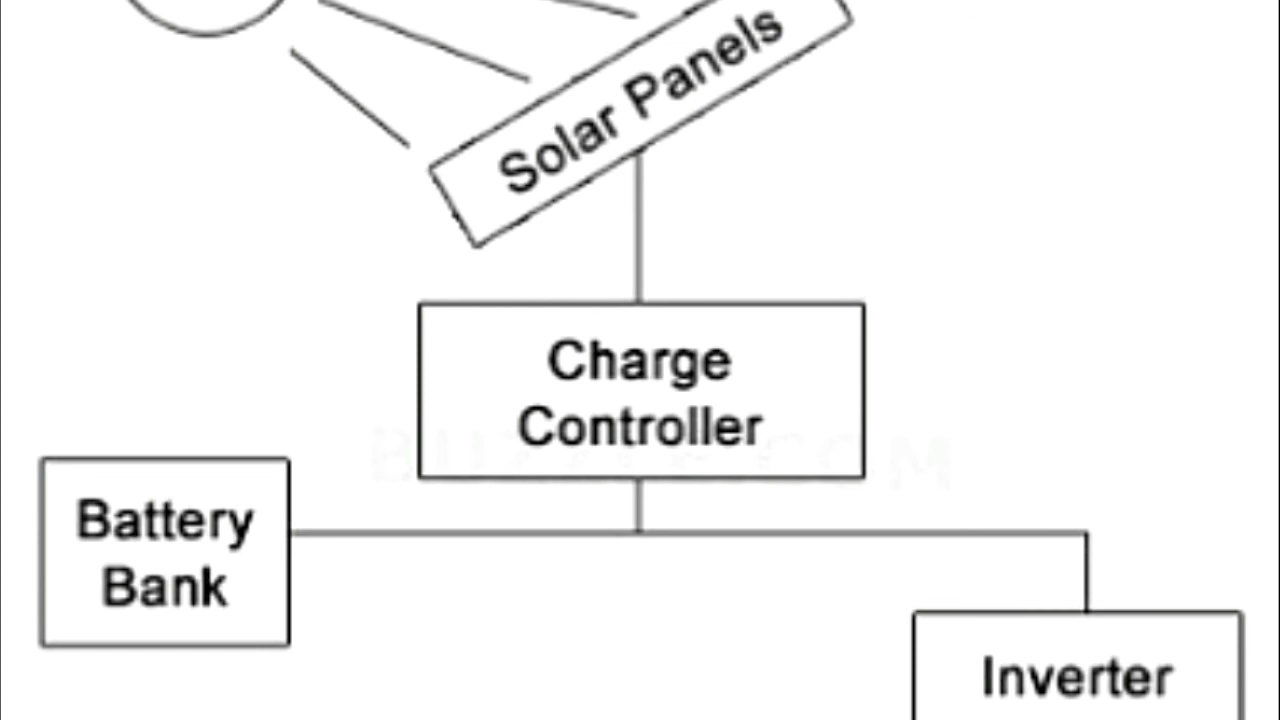 Solar Panels
Charge
Controller
Battery
Bank
Inverter